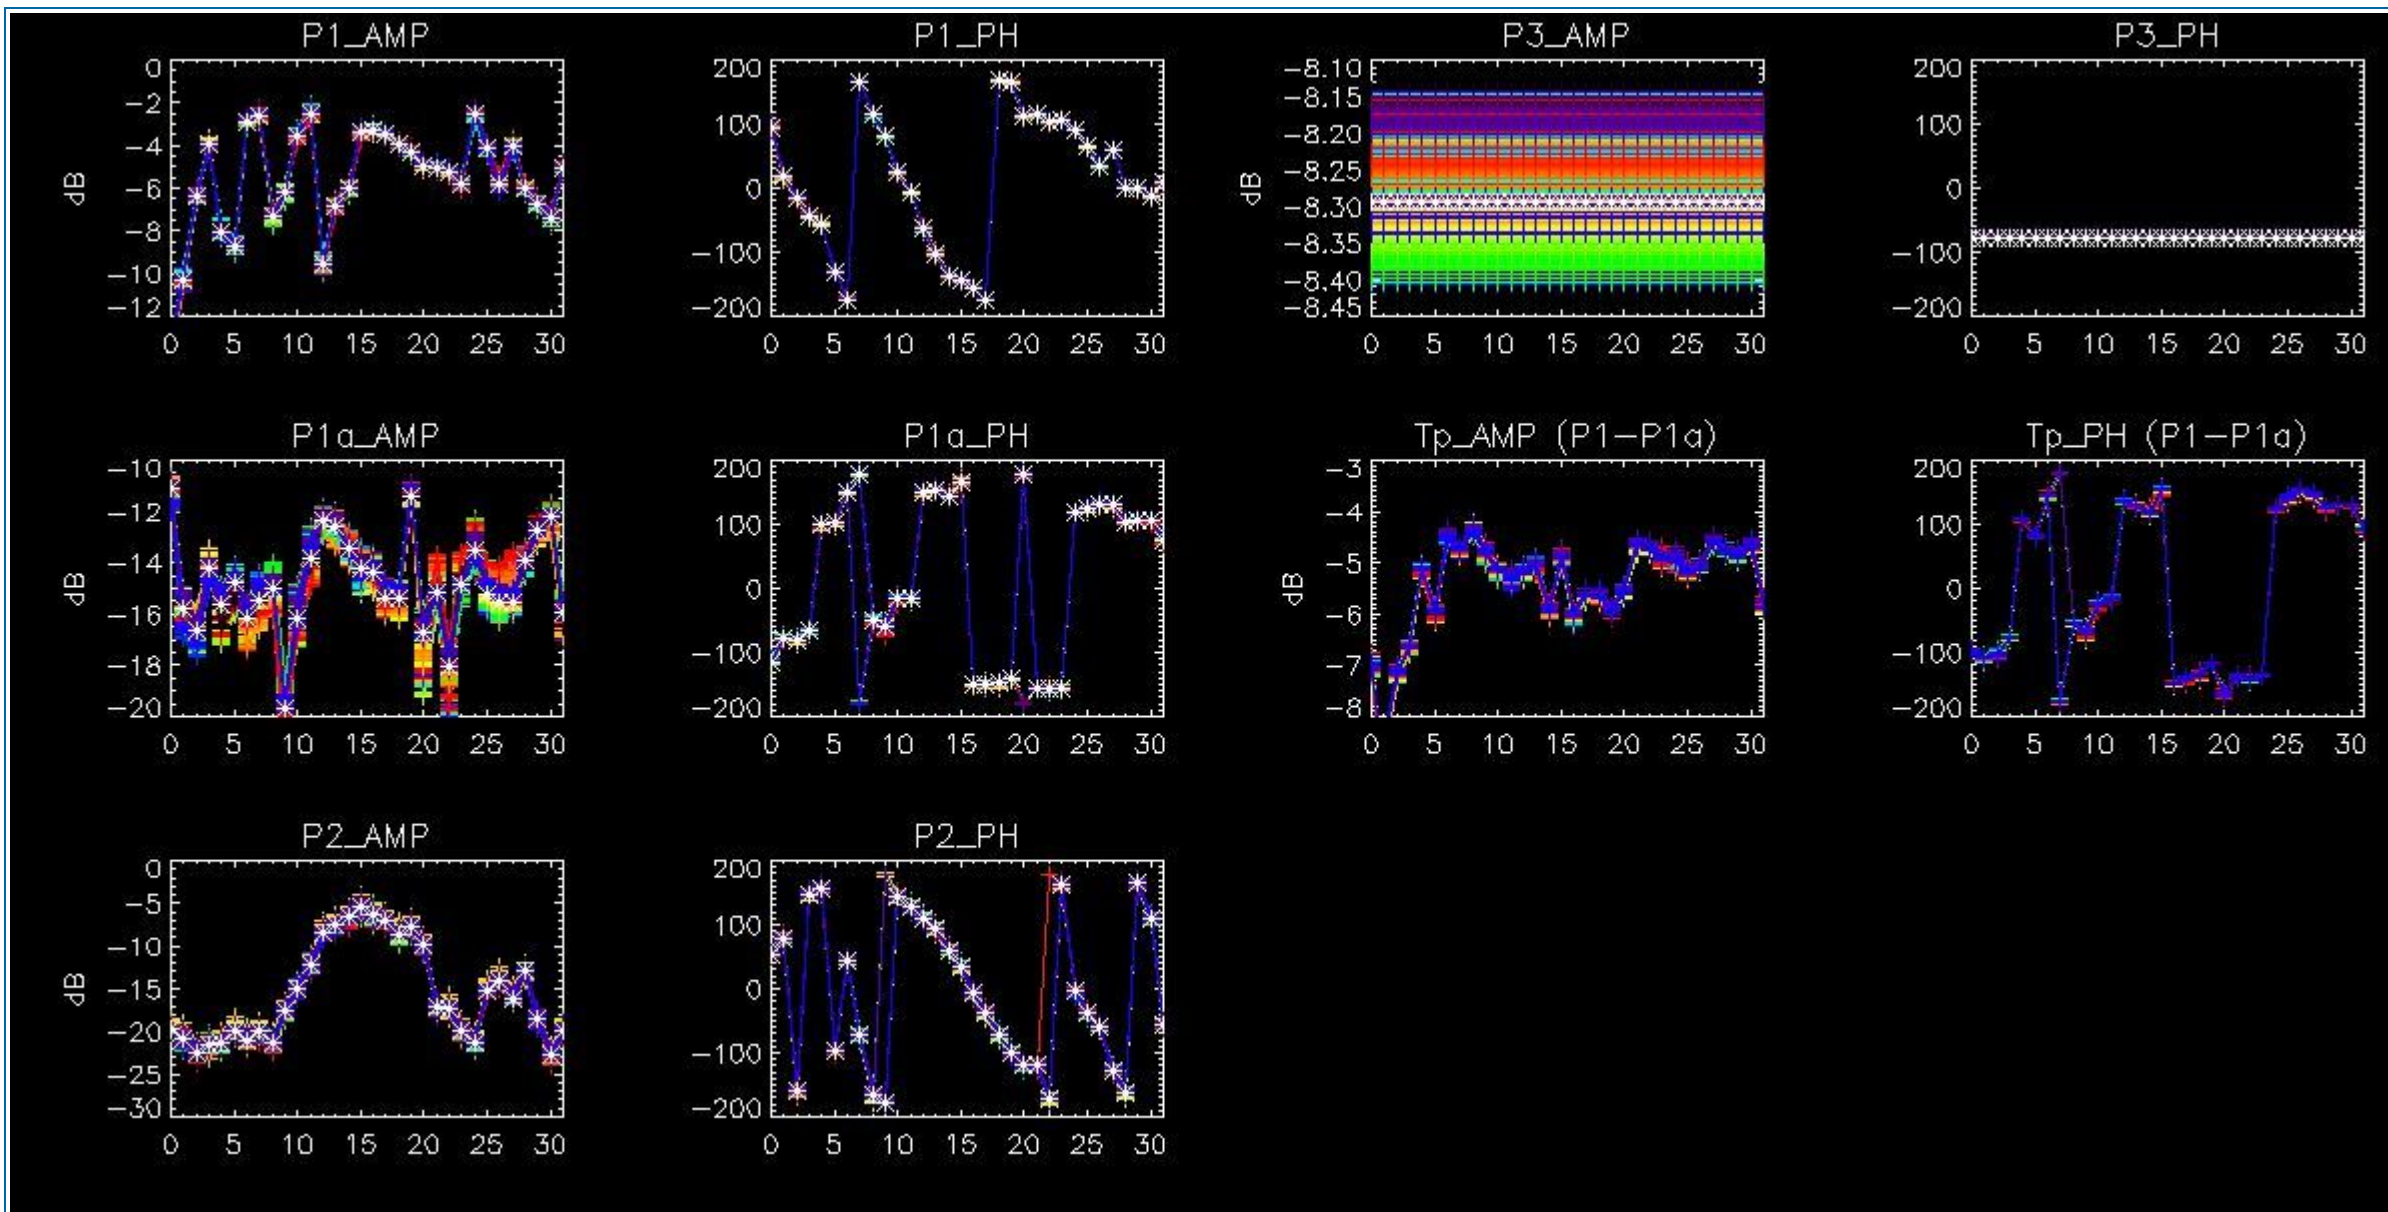 P1_AMP P1_PH P3_AMP P3_PH
0 200 -8.10 200
-2 100 -8.15 100
-4 0 -8.20 0
-6 -100 -8.25 -100
-8 -200 -8.30 -200
-10 -8.35
-12 -8.40
-8.45
dB dB
0 5 10 15 20 25 30 0 5 10 15 20 25 30 0 5 10 15 20 25 30 0 5 10 15 20 25 30
P1a_AMP P1a_PH Tp_AMP (P1-P1a) Tp_PH (P1-P1a)
-10 200 -3 200
-12 100 -4 100
-14 0 -5 0
-16 -100 -6 -100
-18 -200 -7 -200
-20 -8
dB dB
0 5 10 15 20 25 30 0 5 10 15 20 25 30 0 5 10 15 20 25 30 0 5 10 15 20 25 30
P2_AMP P2_PH
0 200
-5 100
-10 0
-15 -100
-20 -200
-25
-30
dB
0 5 10 15 20 25 30 0 5 10 15 20 25 30